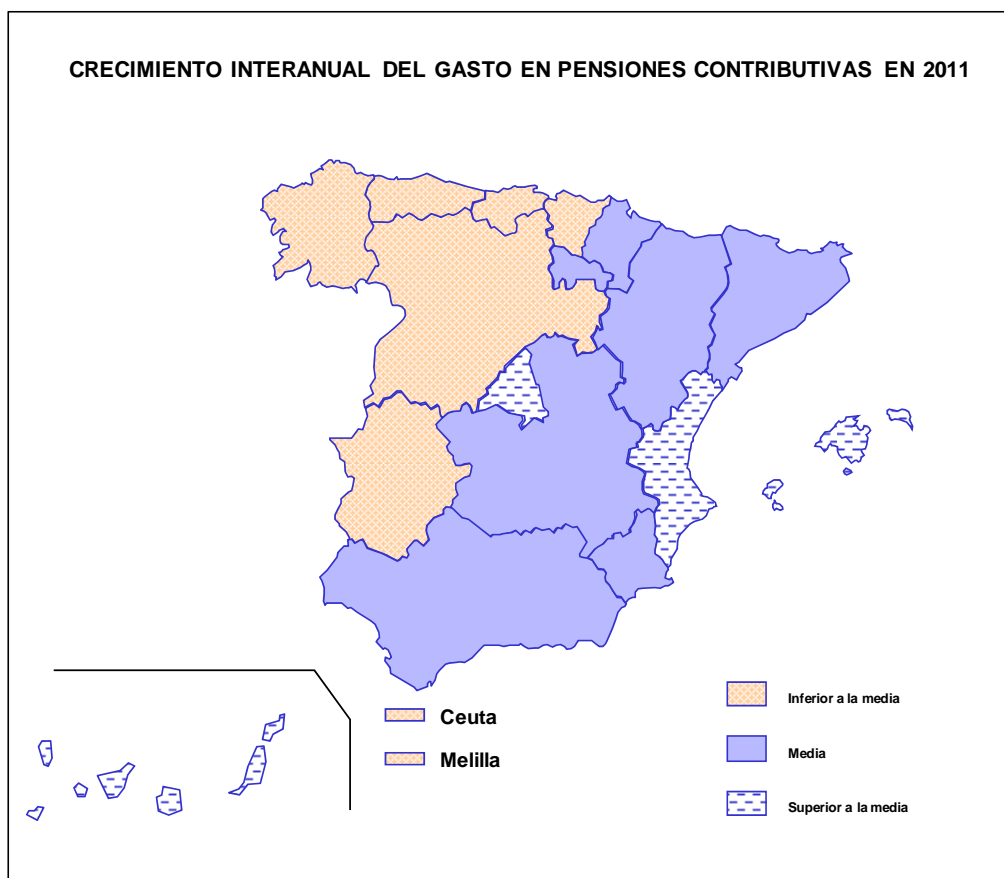 CRECIMIENTO INTERANUAL DEL GASTO EN PENSIONES CONTRIBUTIVAS EN 2011
Ceuta
Melilla
Inferior a la media
Media
Superior a la media